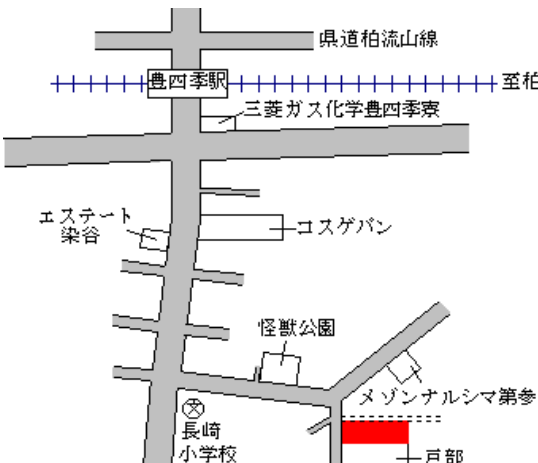 県道柏流山線
豊四季駅
至柏
三菱ガス化学豊四季寮
エステート
染谷
コスゲパン
怪獣公園
メゾンナルシマ第参
長崎
小学校
戸部